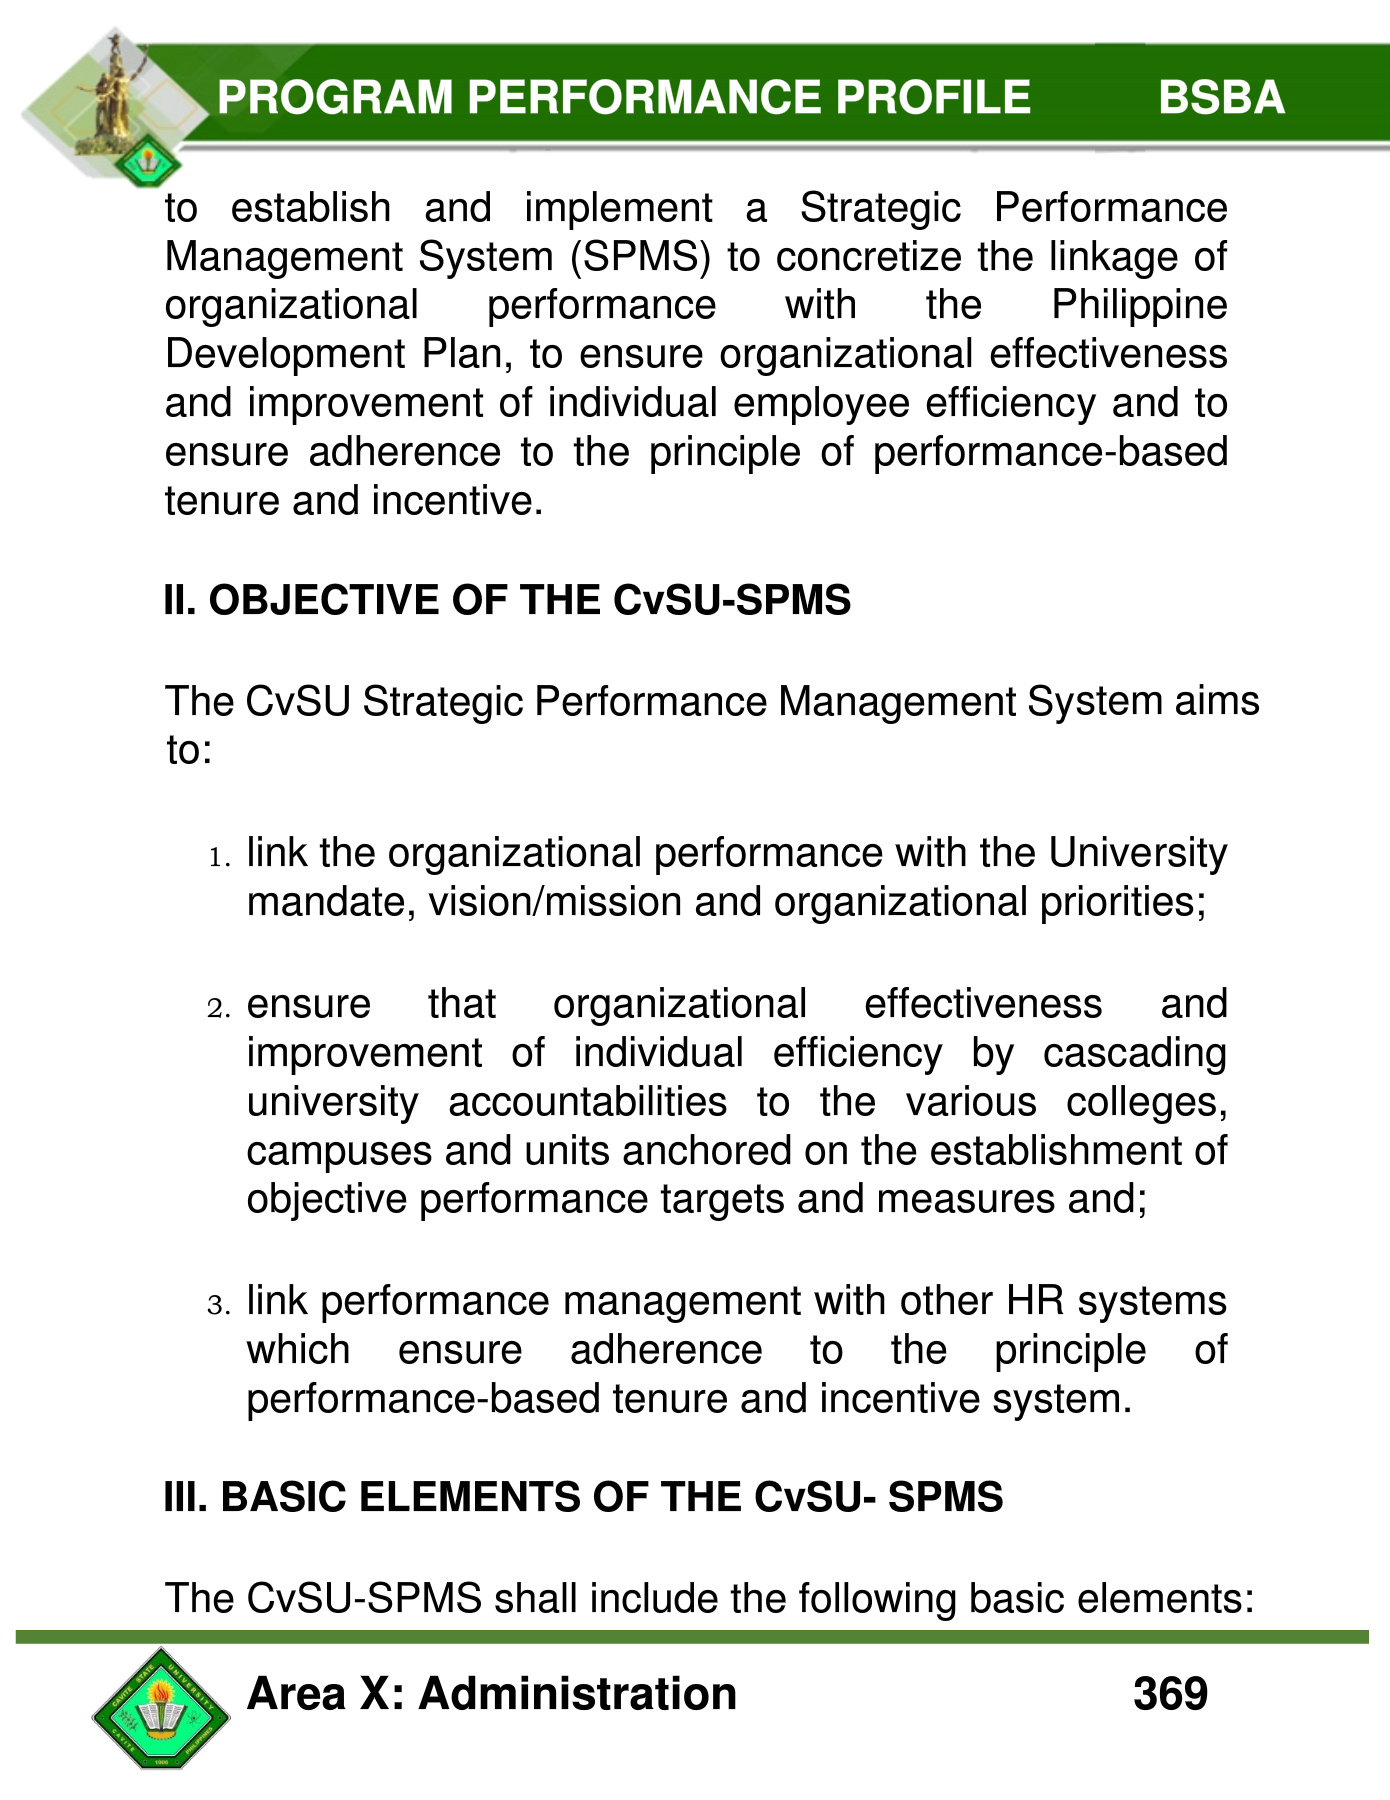 PROGRAM PERFORMANCE PROFILE BSBA
to establish and implement a Strategic Performance
Management System (SPMS) to concretize the linkage of
organizational performance with the Philippine
Development Plan, to ensure organizational effectiveness
and improvement of individual employee efficiency and to
ensure adherence to the principle of performance-based
tenure and incentive.
II. OBJECTIVE OF THE CvSU-SPMS
The CvSU Strategic Performance Management System aims
to:
1. link the organizational performance with the University
mandate, vision/mission and organizational priorities;
2. ensure that organizational effectiveness and
improvement of individual efficiency by cascading
university accountabilities to the various colleges,
campuses and units anchored on the establishment of
objective performance targets and measures and;
3. link performance management with other HR systems
which ensure adherence to the principle of
performance-based tenure and incentive system.
III. BASIC ELEMENTS OF THE CvSU- SPMS
The CvSU-SPMS shall include the following basic elements:
CAVITE STATE UNIVERSITY
CAVITE 1906 PHILIPPINES
Area X: Administration 369